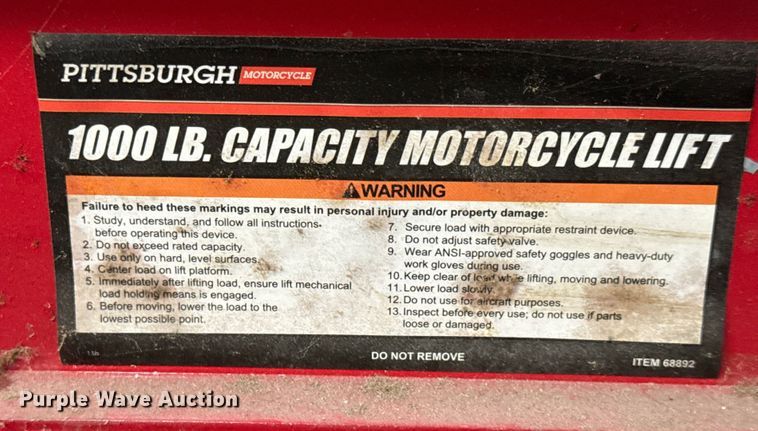 PITTSBURGH MOTORCYCLE
1000 LB. CAPACITY MOTORCYCLE LIFT
WARNING
Failure to heed these markings may result in personal injury and/or property damage:
1. Study, understand, and follow all instructions
before operating this device.
2. Do not exceed rated capacity.
3. Use only on hard, level surfaces.
4. Center load on lift platform.
5. Immediately after lifting load, ensure lift mechanical
load holding means is engaged.
6. Before moving, lower the load to the
lowest possible point.
7. Secure load with appropriate restraint device.
8. Do not adjust safety valve.
9. Wear ANSI-approved safety goggles and heavy-duty
work gloves during use.
10. Keep clear of load while lifting, moving and lowering.
11. Lower load slowly.
12. Do not use for aircraft purposes.
13. Inspect before every use; do not use if parts
loose or damaged.
DO NOT REMOVE
ITEM 68892
Purple Wave Auction